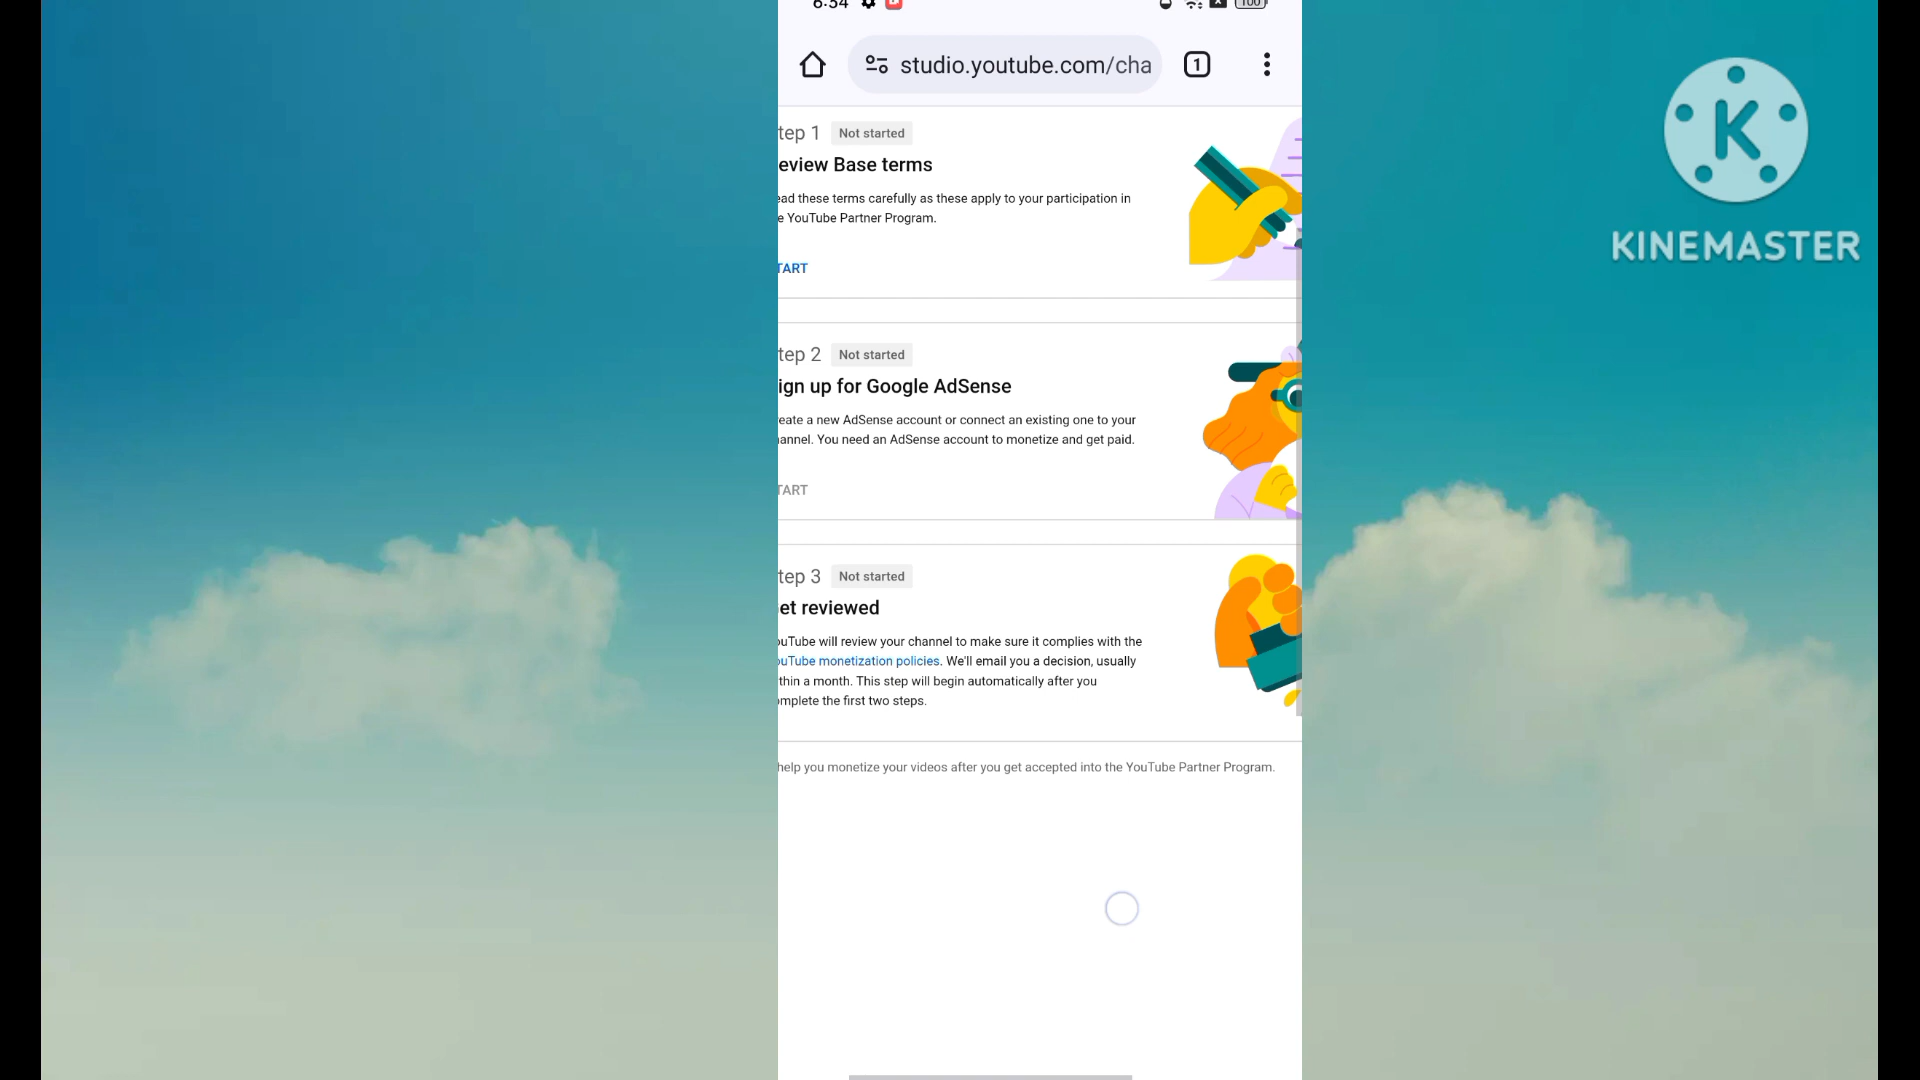 6:54
100
studio.youtube.com/cha
1
K
KINEMASTER
tep 1 Not started
eview Base terms
ead these terms carefully as these apply to your participation in
e YouTube Partner Program.
TART
tep 2 Not started
ign up for Google AdSense
eate a new AdSense account or connect an existing one to your
annel. You need an AdSense account to monetize and get paid.
TART
tep 3 Not started
et reviewed
ouTube will review your channel to make sure it complies with the
ouTube monetization policies. We'll email you a decision, usually
thin a month. This step will begin automatically after you
mplete the first two steps.
help you monetize your videos after you get accepted into the YouTube Partner Program.